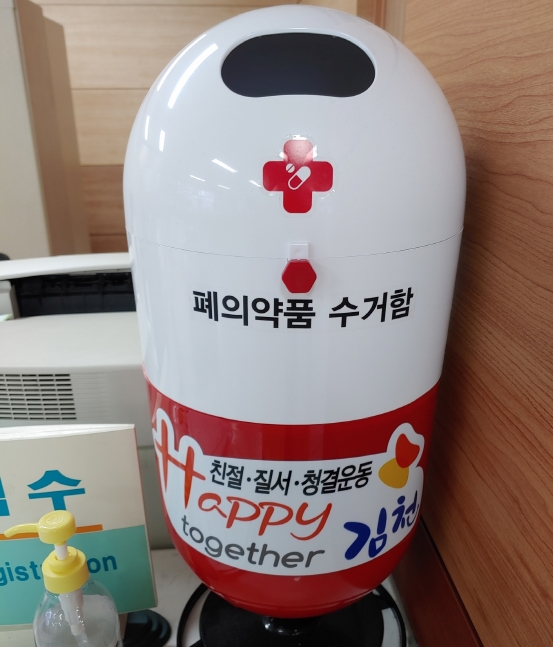 폐의약품 수거함
친절·질서·청결운동
Happy
together
김천
수